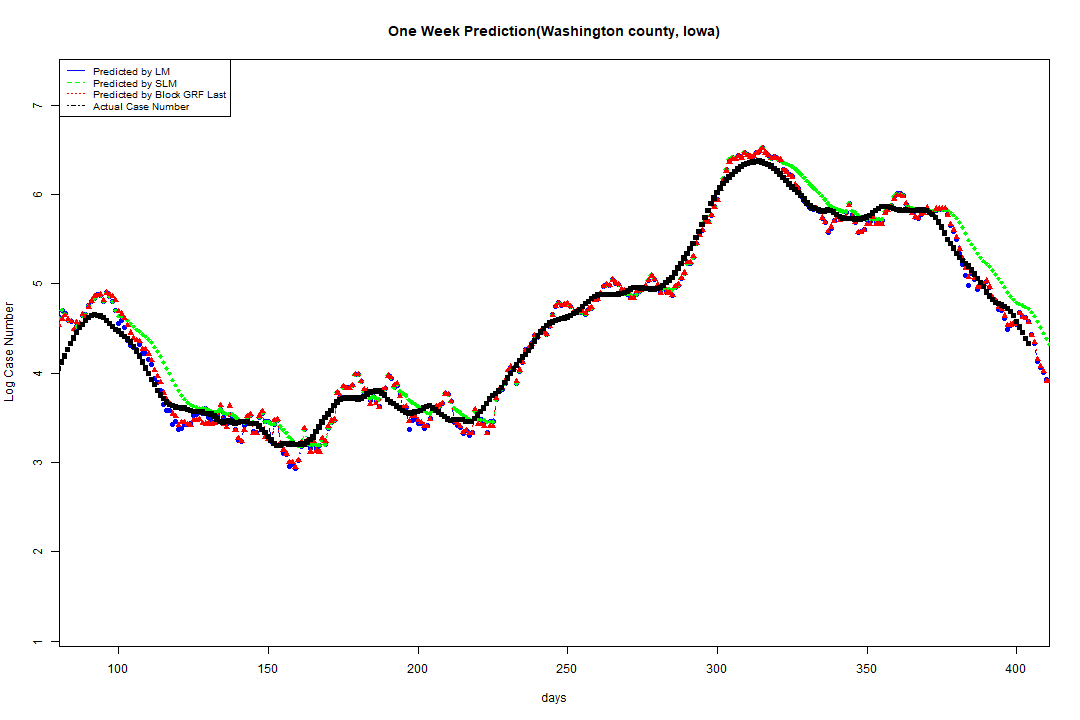 One Week Prediction(Washington county, Iowa)
Predicted by LM
Predicted by SLM
Predicted by Block GRF Last
Actual Case Number
7
6
5
4
3
2
1
Log Case Number
100 150 200 250 300 350 400
days